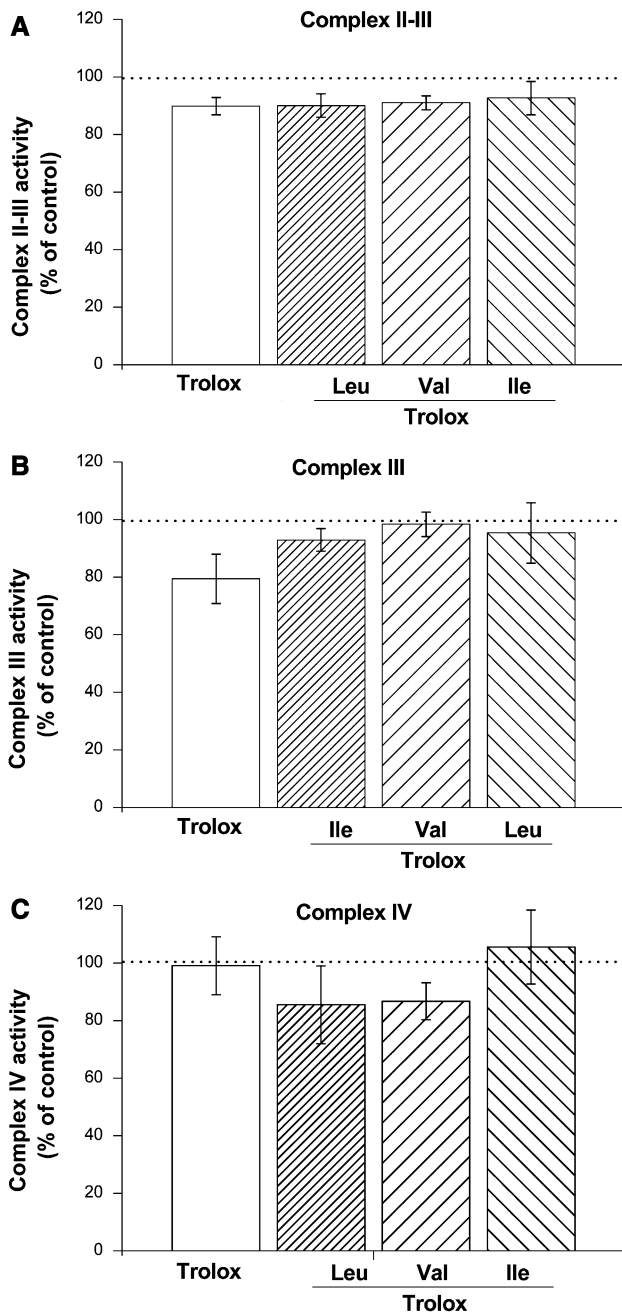 A
Complex II-III
Complex II-III activity
(% of control)
120
100
80
60
40
20
0
Trolox
Leu Val Ile
Trolox
B
Complex III
Complex III activity
(% of control)
120
100
80
60
40
20
0
Trolox
Ile Val Leu
Trolox
C
Complex IV
Complex IV activity
(% of control)
120
100
80
60
40
20
0
Trolox
Leu Val Ile
Trolox